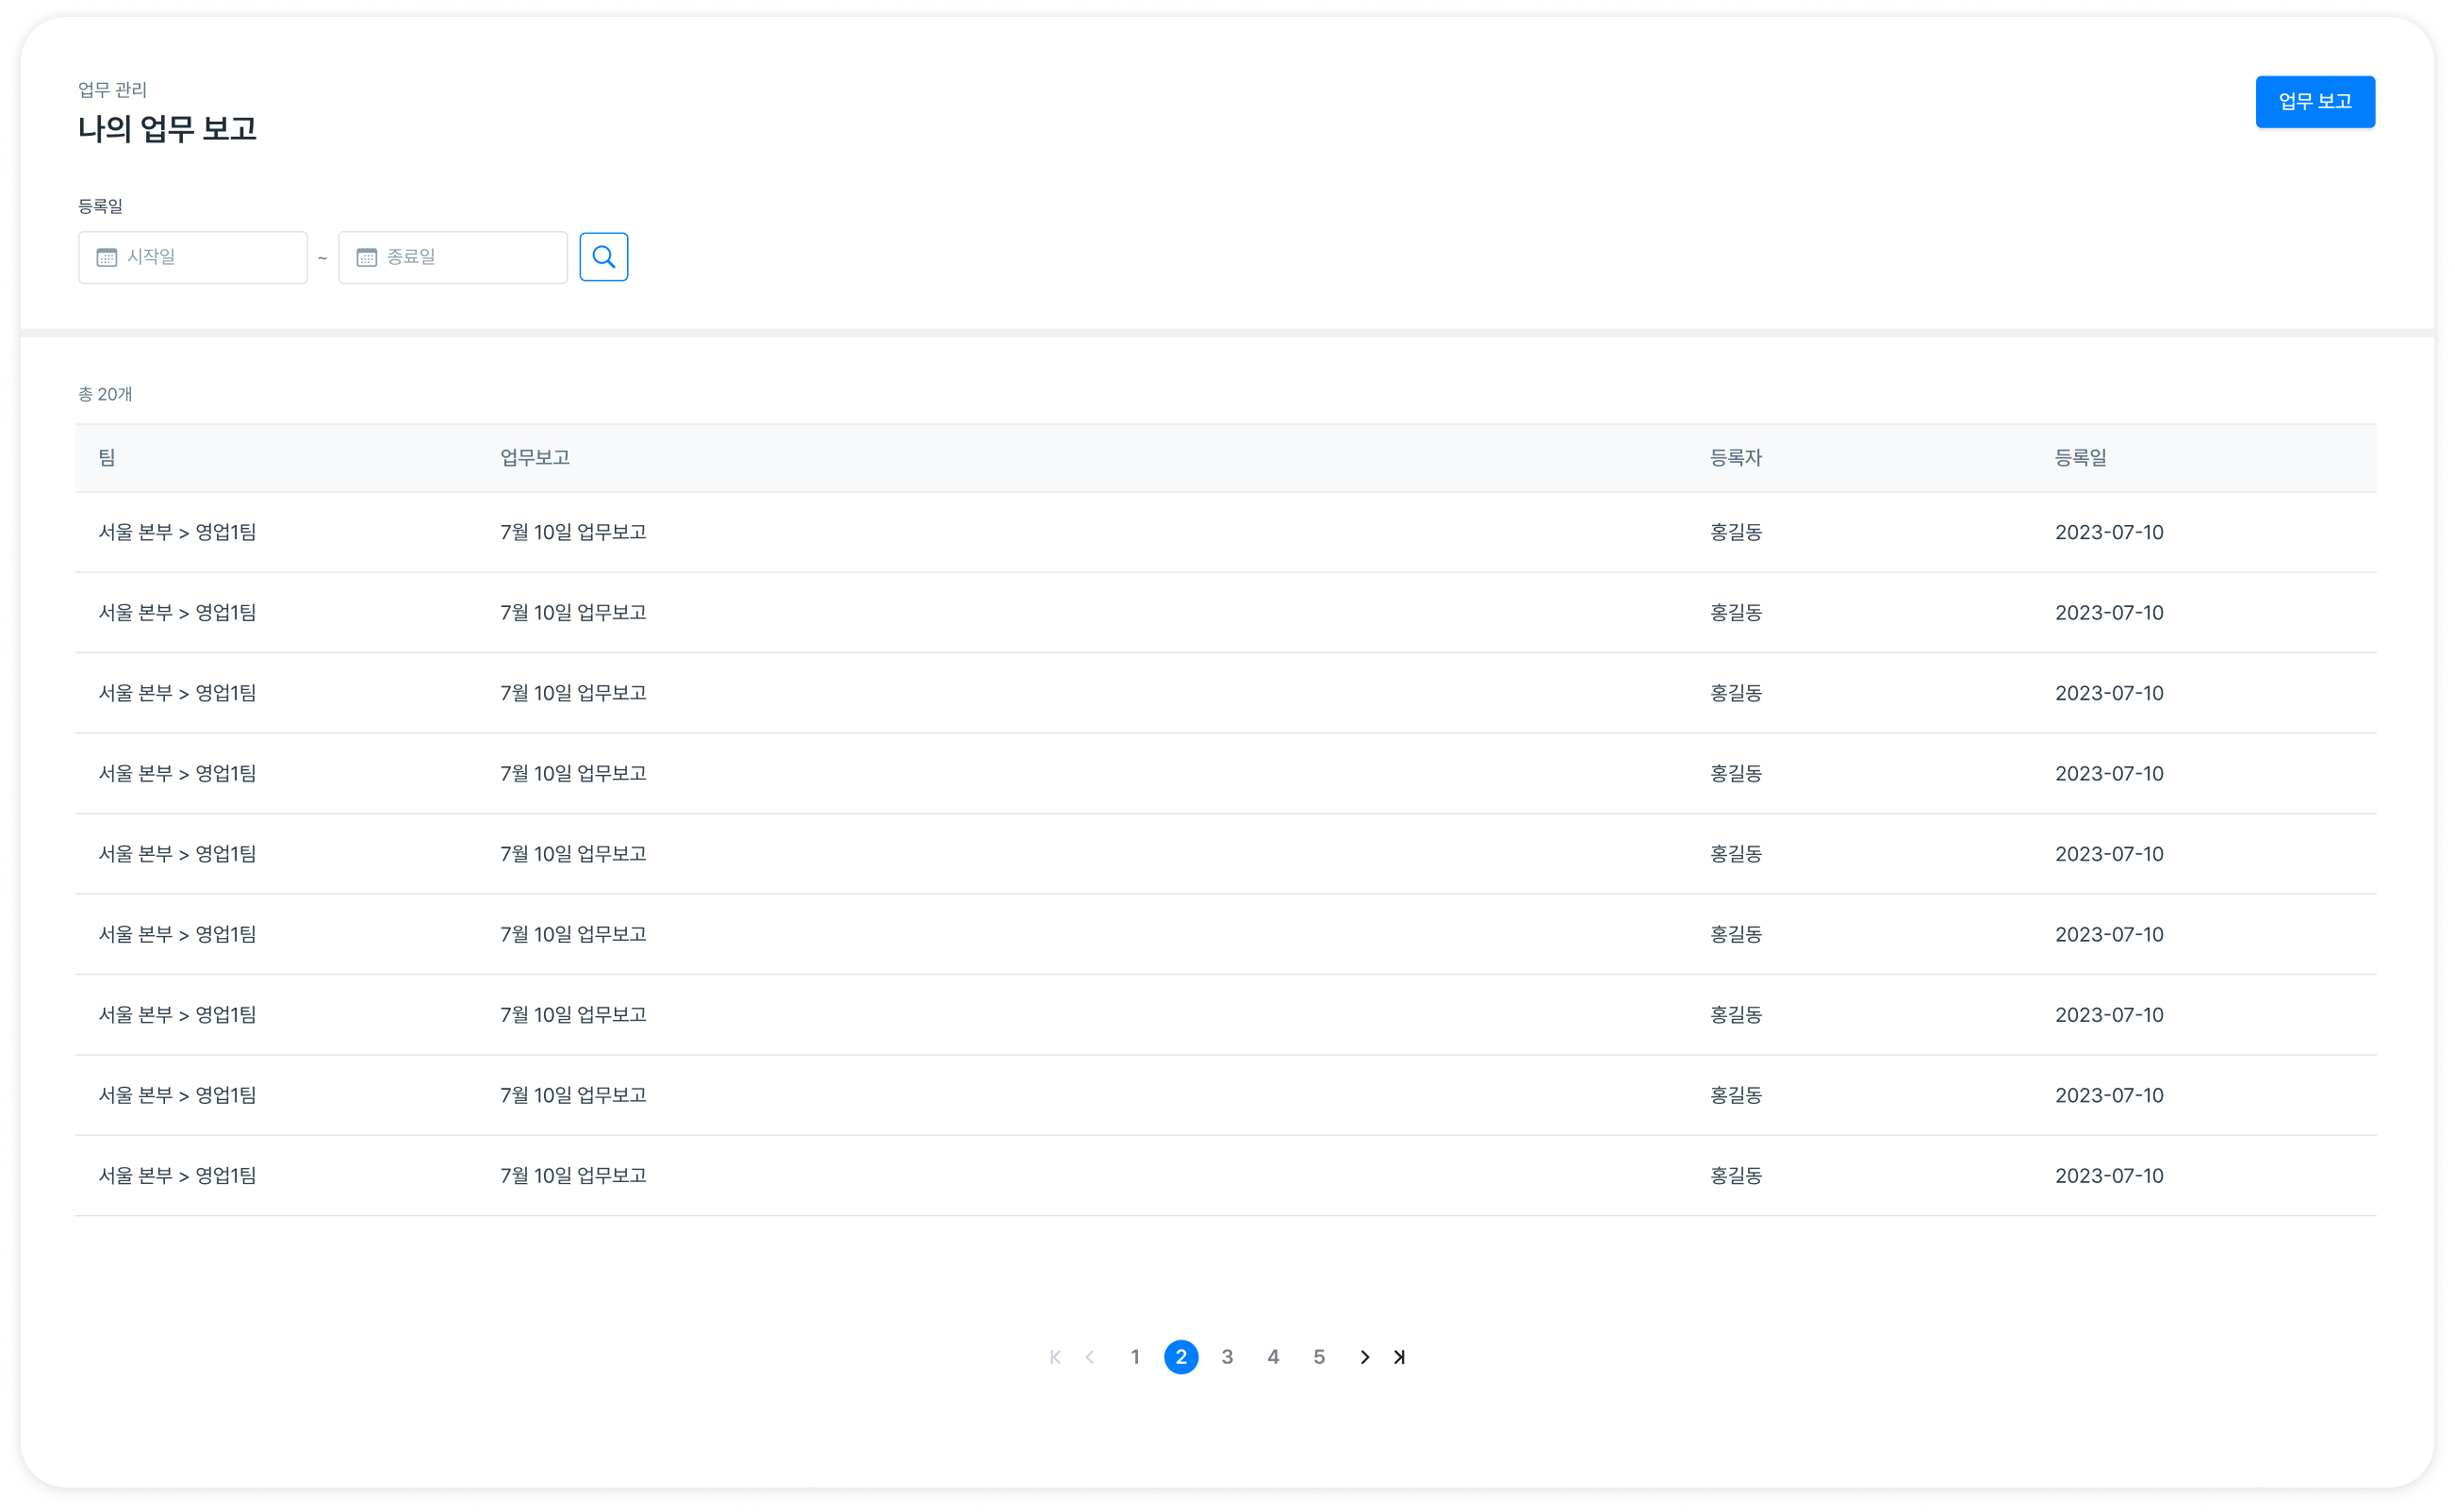 업무 관리
나의 업무 보고
업무 보고
등록일
시작일 ~ 종료일
총 20개
팀 업무보고 등록자 등록일
서울 본부 > 영업1팀 7월 10일 업무보고 홍길동 2023-07-10
서울 본부 > 영업1팀 7월 10일 업무보고 홍길동 2023-07-10
서울 본부 > 영업1팀 7월 10일 업무보고 홍길동 2023-07-10
서울 본부 > 영업1팀 7월 10일 업무보고 홍길동 2023-07-10
서울 본부 > 영업1팀 7월 10일 업무보고 홍길동 2023-07-10
서울 본부 > 영업1팀 7월 10일 업무보고 홍길동 2023-07-10
서울 본부 > 영업1팀 7월 10일 업무보고 홍길동 2023-07-10
서울 본부 > 영업1팀 7월 10일 업무보고 홍길동 2023-07-10
서울 본부 > 영업1팀 7월 10일 업무보고 홍길동 2023-07-10
1 2 3 4 5